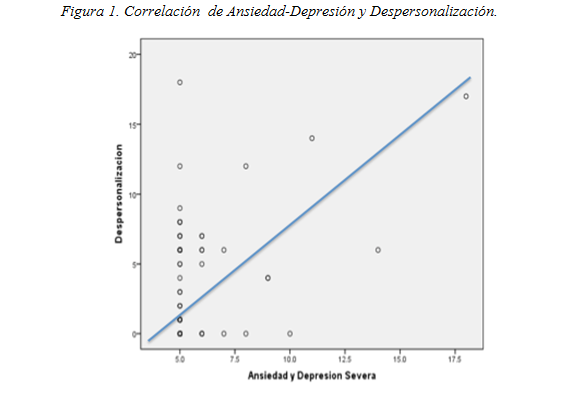 Figura 1. Correlación de Ansiedad-Depresión y Despersonalización.
Despersonalizacion
20
15
10
5
0
5.0 7.5 10.0 12.5 15.0 17.5
Ansiedad y Depresion Severa